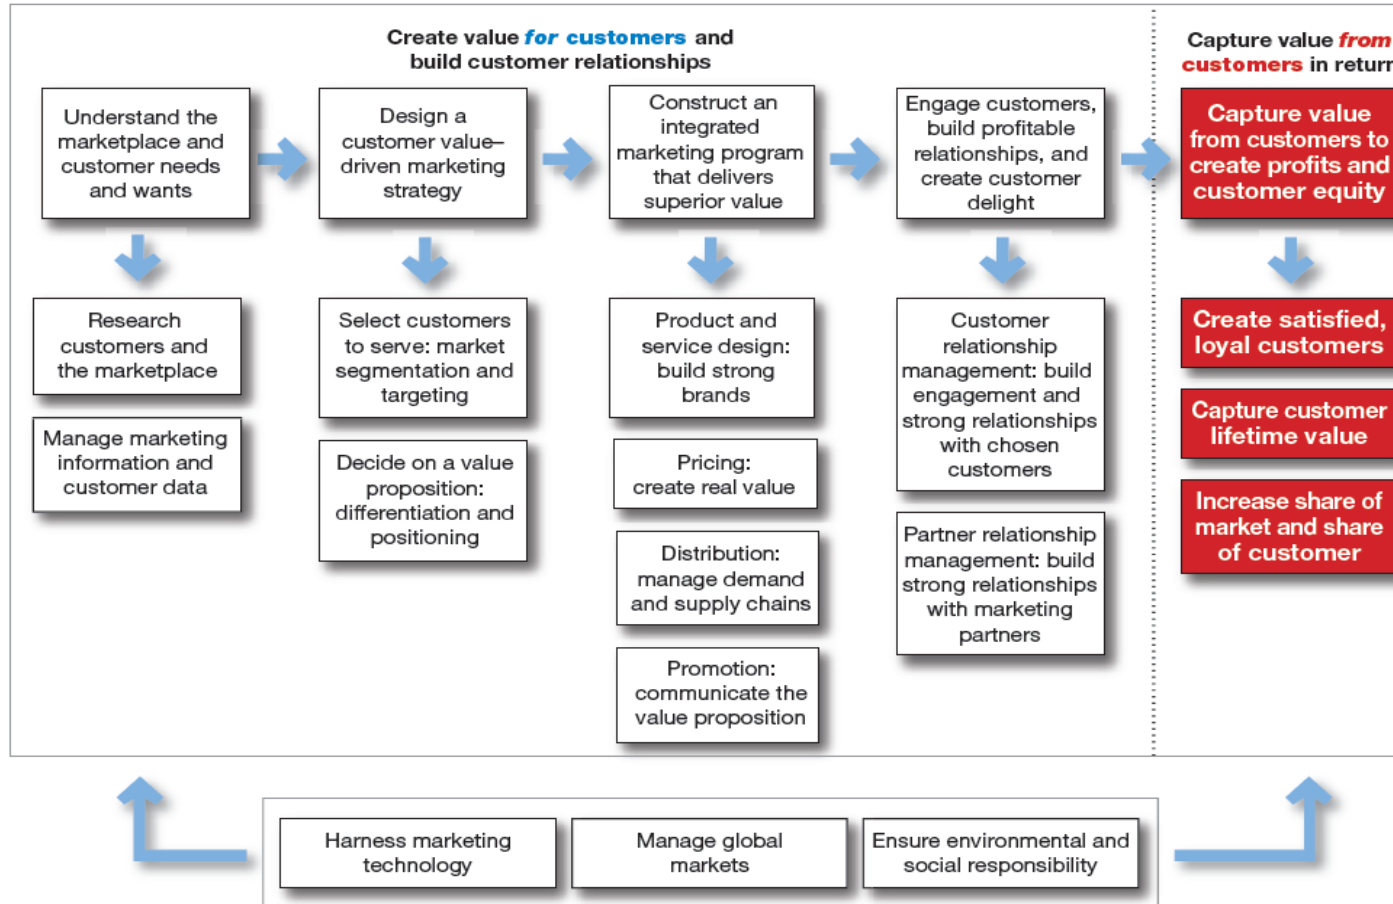 Create value for customers and
build customer relationships
Capture value from
customers in return
Understand the
marketplace and
customer needs
and wants
Design a
customer value–
driven marketing
strategy
Construct an
integrated
marketing program
that delivers
superior value
Engage customers,
build profitable
relationships, and
create customer
delight
Capture value
from customers to
create profits and
customer equity
Research
customers and
the marketplace
Manage marketing
information and
customer data
Select customers
to serve: market
segmentation and
targeting
Decide on a value
proposition:
differentiation and
positioning
Product and
service design:
build strong
brands
Pricing:
create real value
Distribution:
manage demand
and supply chains
Promotion:
communicate the
value proposition
Customer
relationship
management: build
engagement and
strong relationships
with chosen
customers
Partner relationship
management: build
strong relationships
with marketing
partners
Create satisfied,
loyal customers
Capture customer
lifetime value
Increase share of
market and share
of customer
Harness marketing
technology
Manage global
markets
Ensure environmental and
social responsibility